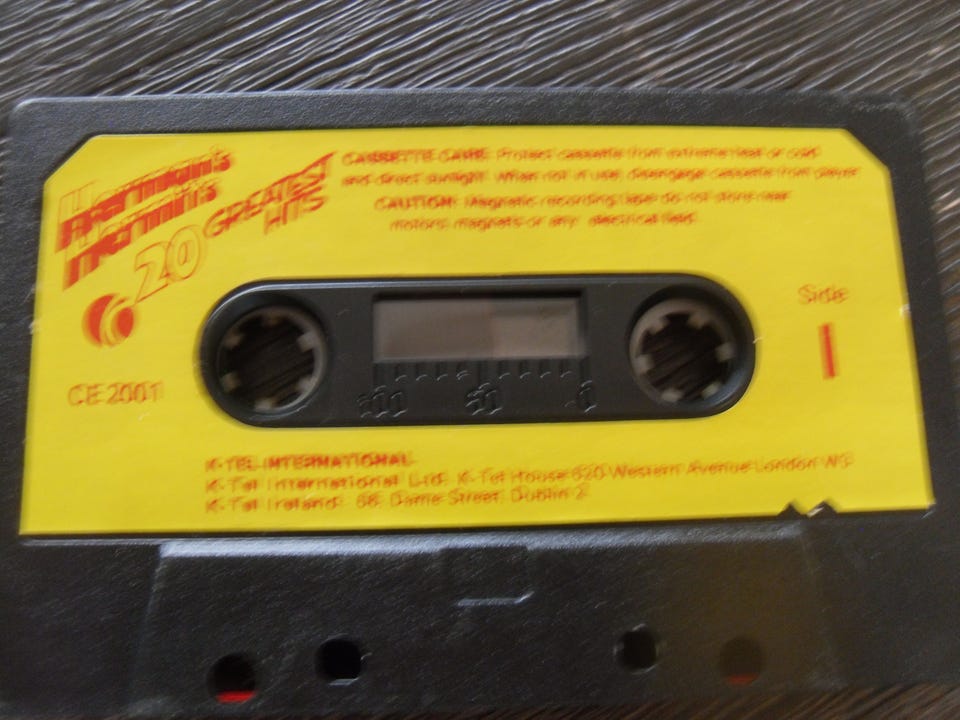 Herman's
Hermits
20 GREATEST
HITS
CASSETTE CARE: Protect cassette from extreme heat or cold
and direct sunlight. When not in use, disengage cassette from player
CAUTION: Magnetic recording tape do not store near
motors, magnets or any electrical field.
Side
I
CE 2001
100 50 0
K-TEL INTERNATIONAL
K-Tel International Ltd. K-Tel House 620 Western Avenue London W3
K-Tel Ireland: 68, Dame Street, Dublin 2